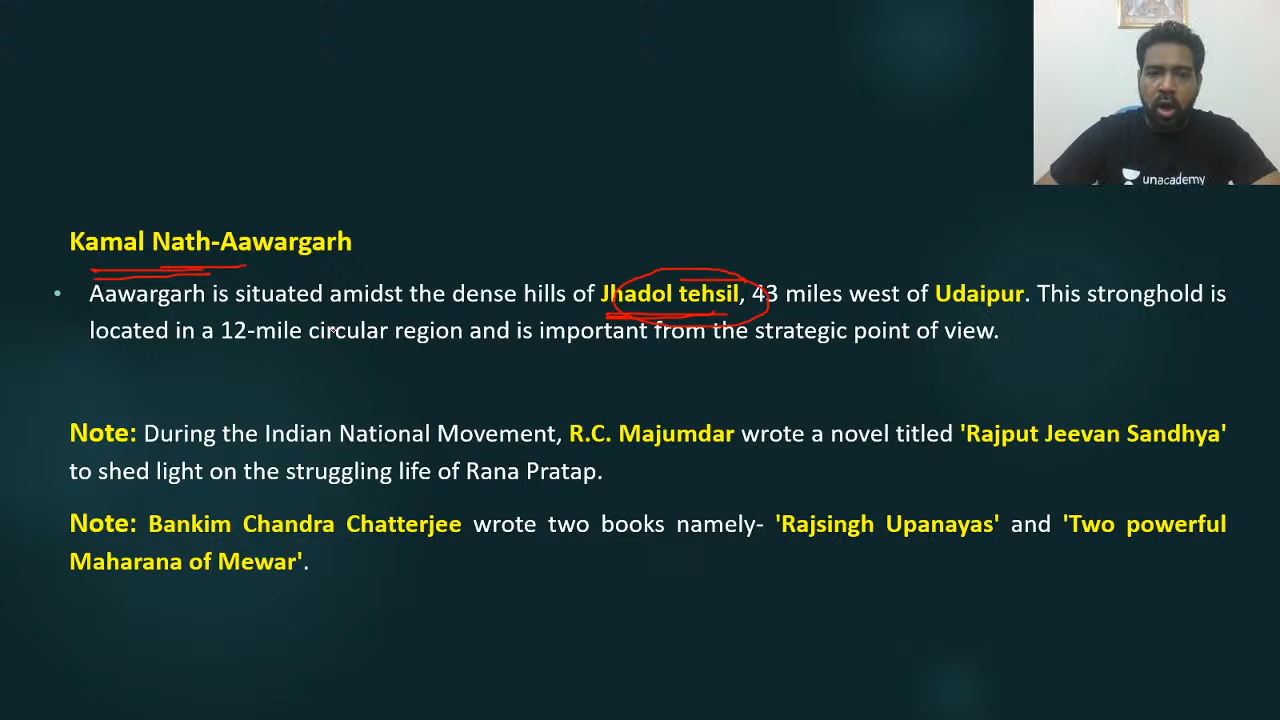 unacademy
Kamal Nath-Aawargarh
• Aawargarh is situated amidst the dense hills of Jhadol tehsil, 43 miles west of Udaipur. This stronghold is
located in a 12-mile circular region and is important from the strategic point of view.
Note: During the Indian National Movement, R.C. Majumdar wrote a novel titled 'Rajput Jeevan Sandhya'
to shed light on the struggling life of Rana Pratap.
Note: Bankim Chandra Chatterjee wrote two books namely- 'Rajsingh Upanayas' and 'Two powerful
Maharana of Mewar'.